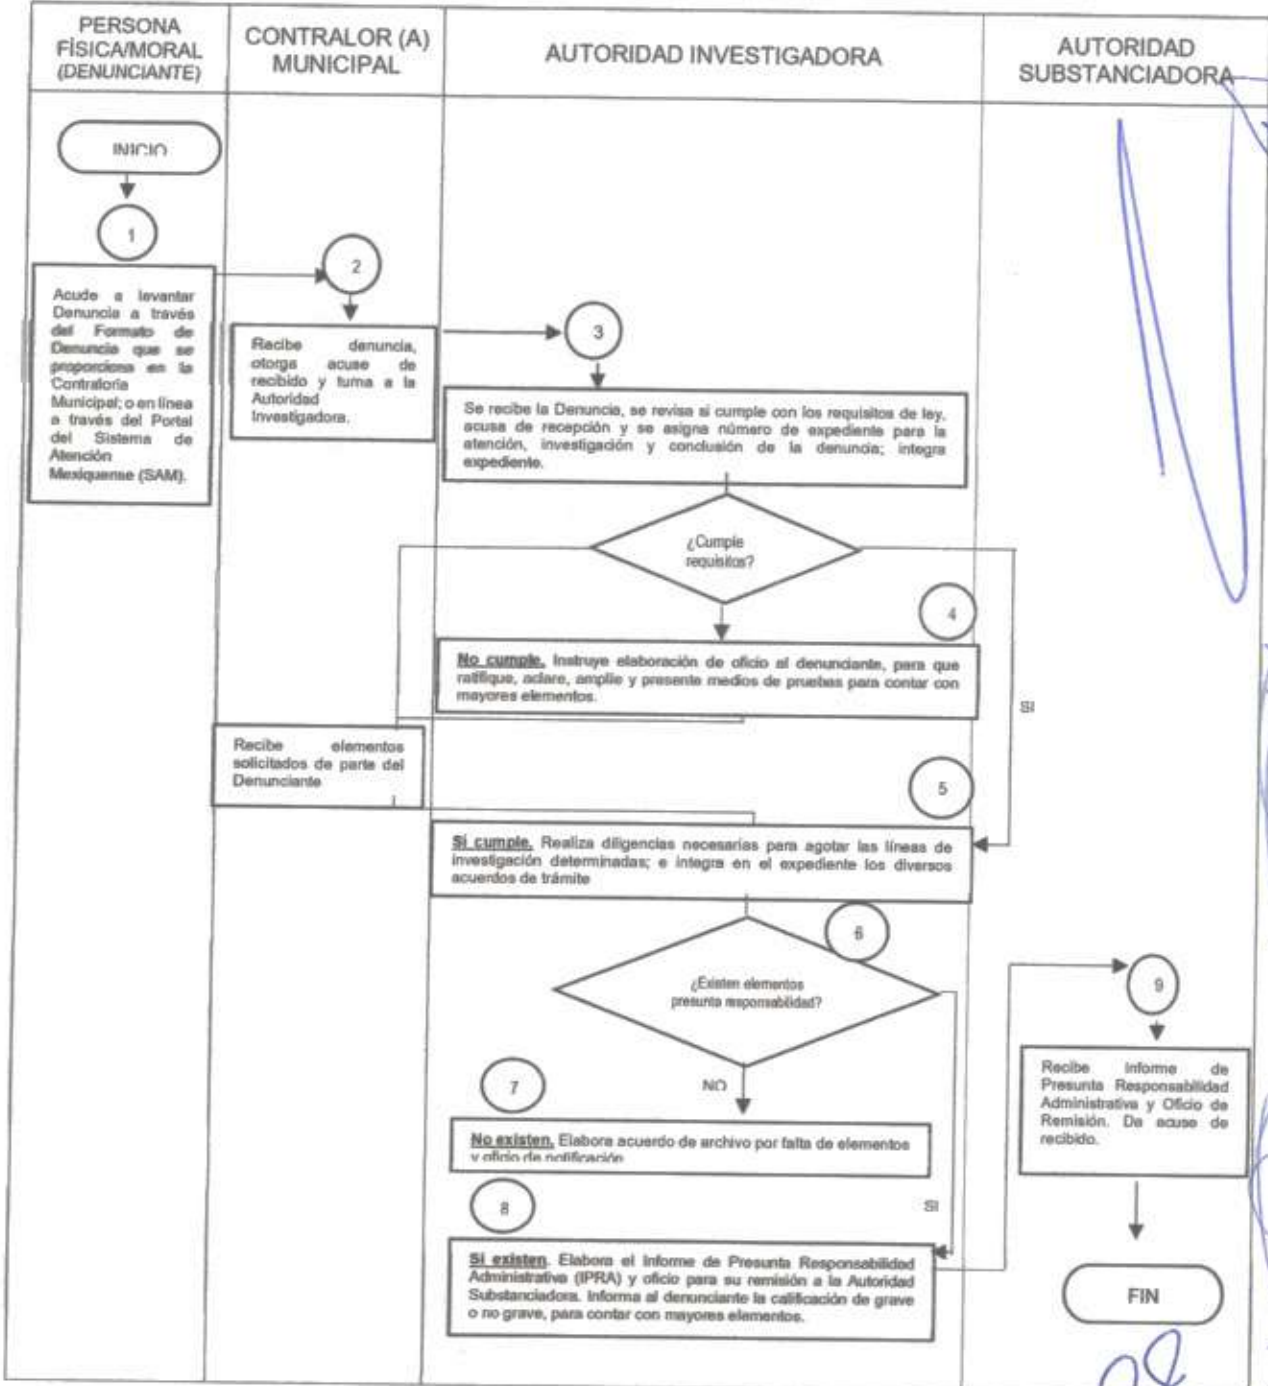 PERSONA
FÍSICA/MORAL
(DENUNCIANTE)
CONTRALOR (A)
MUNICIPAL
AUTORIDAD INVESTIGADORA
AUTORIDAD
SUBSTANCIADORA
INICIO
1
Acude a levantar
Denuncia a través
del Formato de
Denuncia que se
proporciona en la
Contraloría
Municipal; o en línea
a través del Portal
del Sistema de
Atención
Mexiquense (SAM).
2
Recibe denuncia,
otorga acuse de
recibido y turna a la
Autoridad
Investigadora.
3
Se recibe la Denuncia, se revisa si cumple con los requisitos de ley,
acusa de recepción y se asigna número de expediente para la
atención, investigación y conclusión de la denuncia; integra
expediente.
¿Cumple
requisitos?
4
No cumple. Instruye elaboración de oficio al denunciante, para que
ratifique, aclare, amplie y presente medios de pruebas para contar con
mayores elementos.
SI
Recibe elementos
solicitados de parte del
Denunciante
5
Si cumple. Realiza diligencias necesarias para agotar las líneas de
investigación determinadas; e integra en el expediente los diversos
acuerdos de trámite
6
¿Existen elementos
presunta responsabilidad?
NO
7
No existen. Elabora acuerdo de archivo por falta de elementos
y oficio de notificación
8
SI
Si existen. Elabora el Informe de Presunta Responsabilidad
Administrativa (IPRA) y oficio para su remisión a la Autoridad
Substanciadora. Informa al denunciante la calificación de grave
o no grave, para contar con mayores elementos.
9
Recibe Informe de
Presunta Responsabilidad
Administrativa y Oficio de
Remisión. Da acuse de
recibido.
FIN